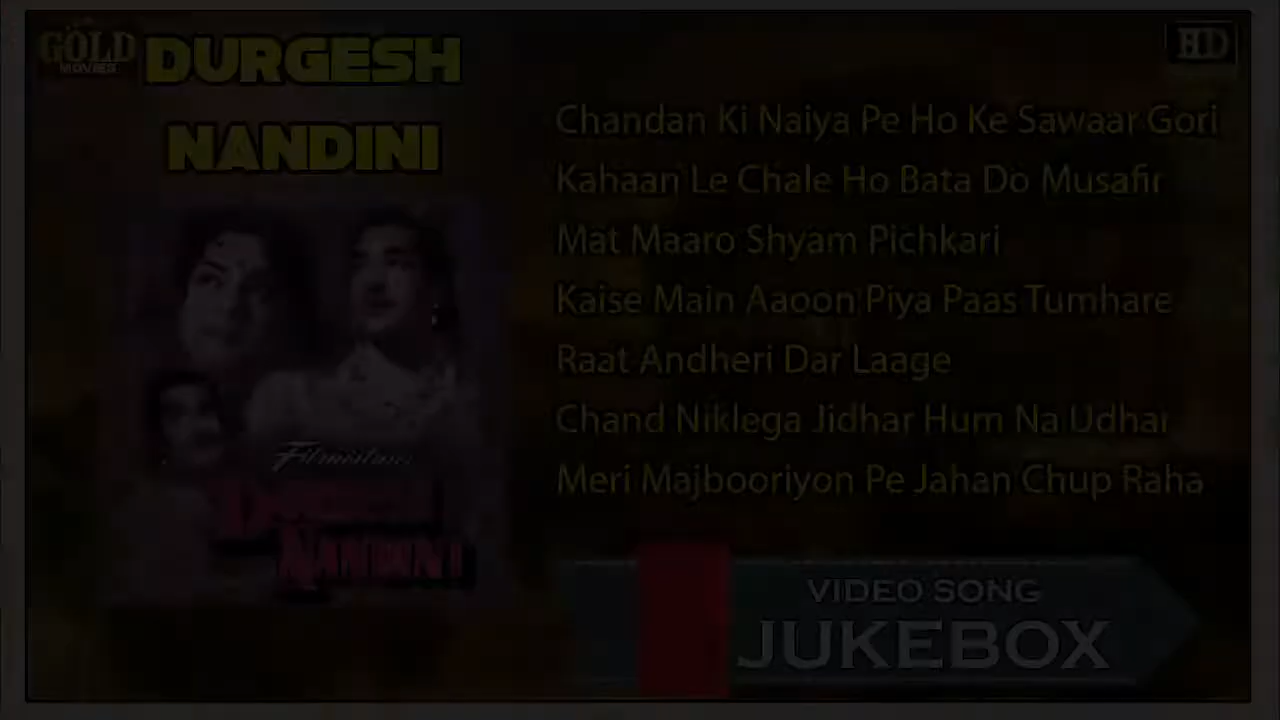 GOLD
MOVIES
DURGESH
NANDINI
HD
Chandan Ki Naiya Pe Ho Ke Sawaar Gori
Kahaan Le Chale Ho Bata Do Musafir
Mat Maaro Shyam Pichkari
Kaise Main Aaoon Piya Paas Tumhare
Raat Andheri Dar Laage
Chand Niklega Jidhar Hum Na Udhar
Meri Majbooriyon Pe Jahan Chup Raha
Filmistan
DURGESH
NANDINI
VIDEO SONG
JUKEBOX